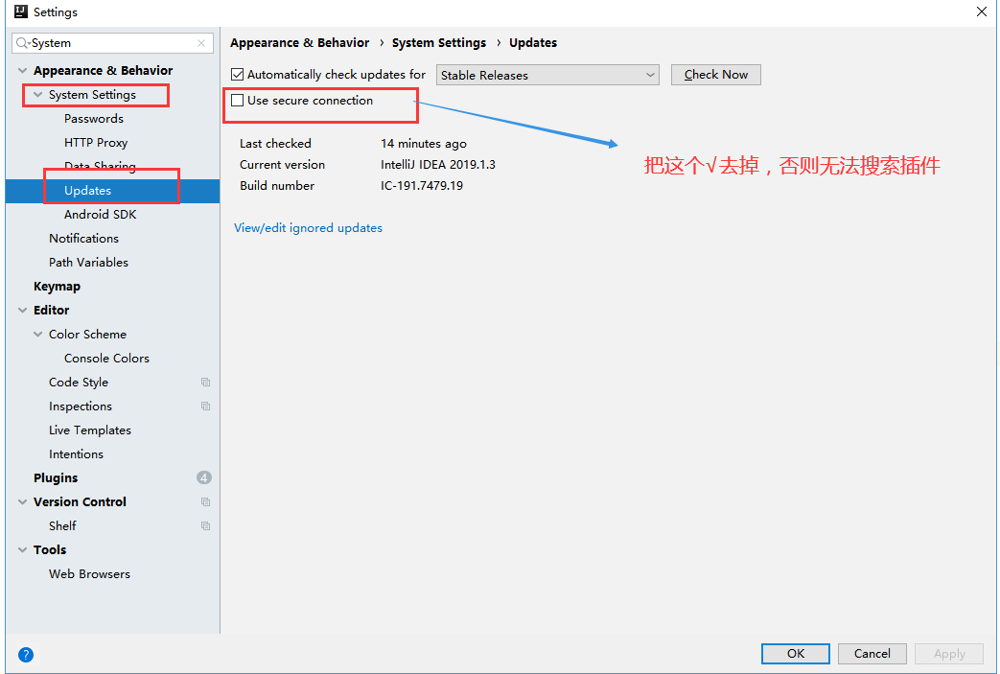 Settings
System
Appearance & Behavior
System Settings
Passwords
HTTP Proxy
Data Sharing
Updates
Android SDK
Notifications
Path Variables
Keymap
Editor
Color Scheme
Console Colors
Code Style
Inspections
Live Templates
Intentions
Plugins 4
Version Control
Shelf
Tools
Web Browsers
Appearance & Behavior › System Settings › Updates
Automatically check updates for Stable Releases Check Now
Use secure connection
Last checked 14 minutes ago
Current version IntelliJ IDEA 2019.1.3
Build number IC-191.7479.19
View/edit ignored updates
把这个√去掉，否则无法搜索插件
? OK Cancel Apply